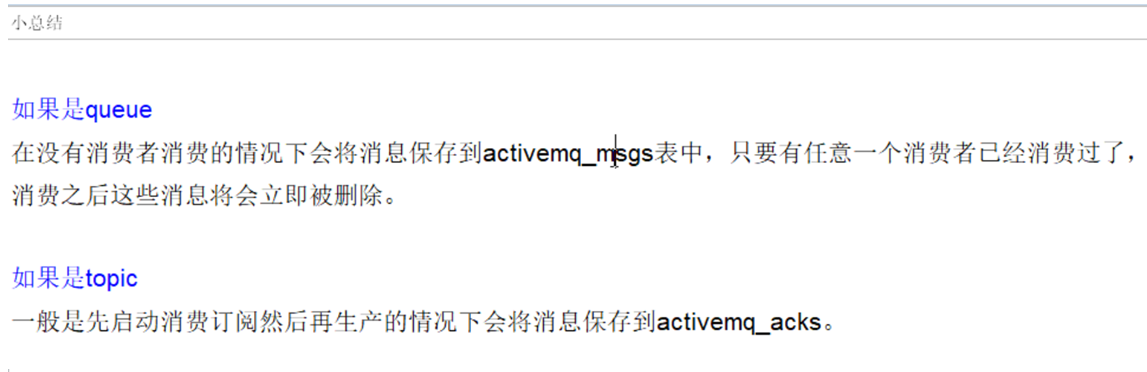 小总结
如果是queue
在没有消费者消费的情况下会将消息保存到activemq_msgs表中，只要有任意一个消费者已经消费过了，
消费之后这些消息将会立即被删除。
如果是topic
一般是先启动消费订阅然后再生产的情况下会将消息保存到activemq_acks。